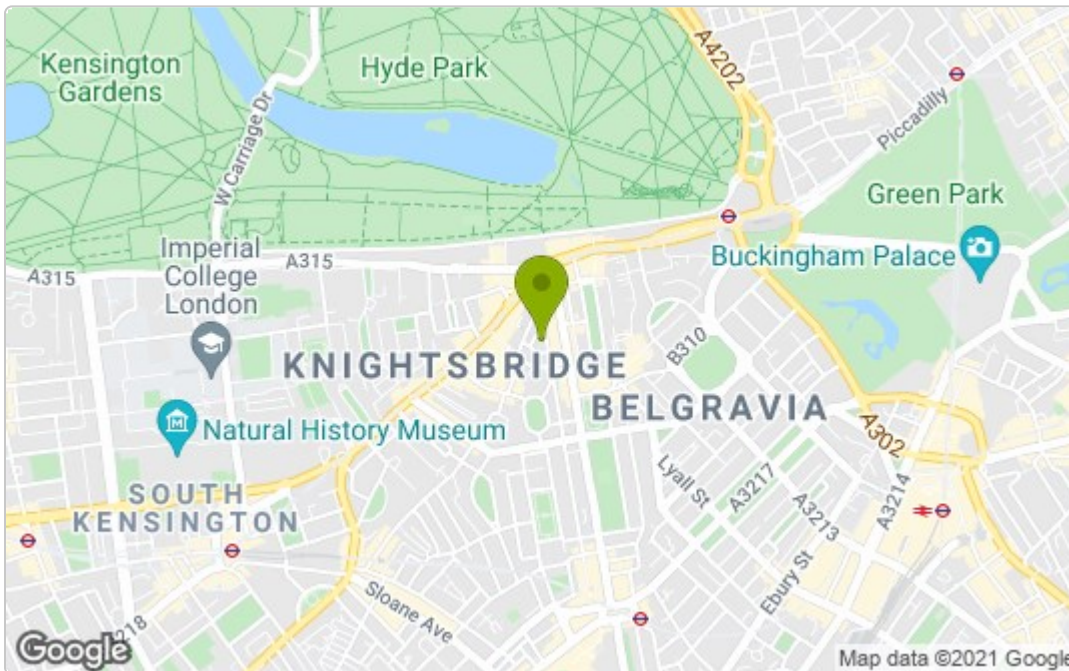 Kensington
Gardens
Hyde Park
A4202
W Carriage Dr
Piccadilly
Green Park
Buckingham Palace
Imperial
College
London
A315
A315
B310
KNIGHTSBRIDGE
BELGRAVIA
A302
Natural History Museum
SOUTH
KENSINGTON
Lyall St
A3217
A3213
A3214
Ebury St
Sloane Ave
Google
Map data ©2021 Google